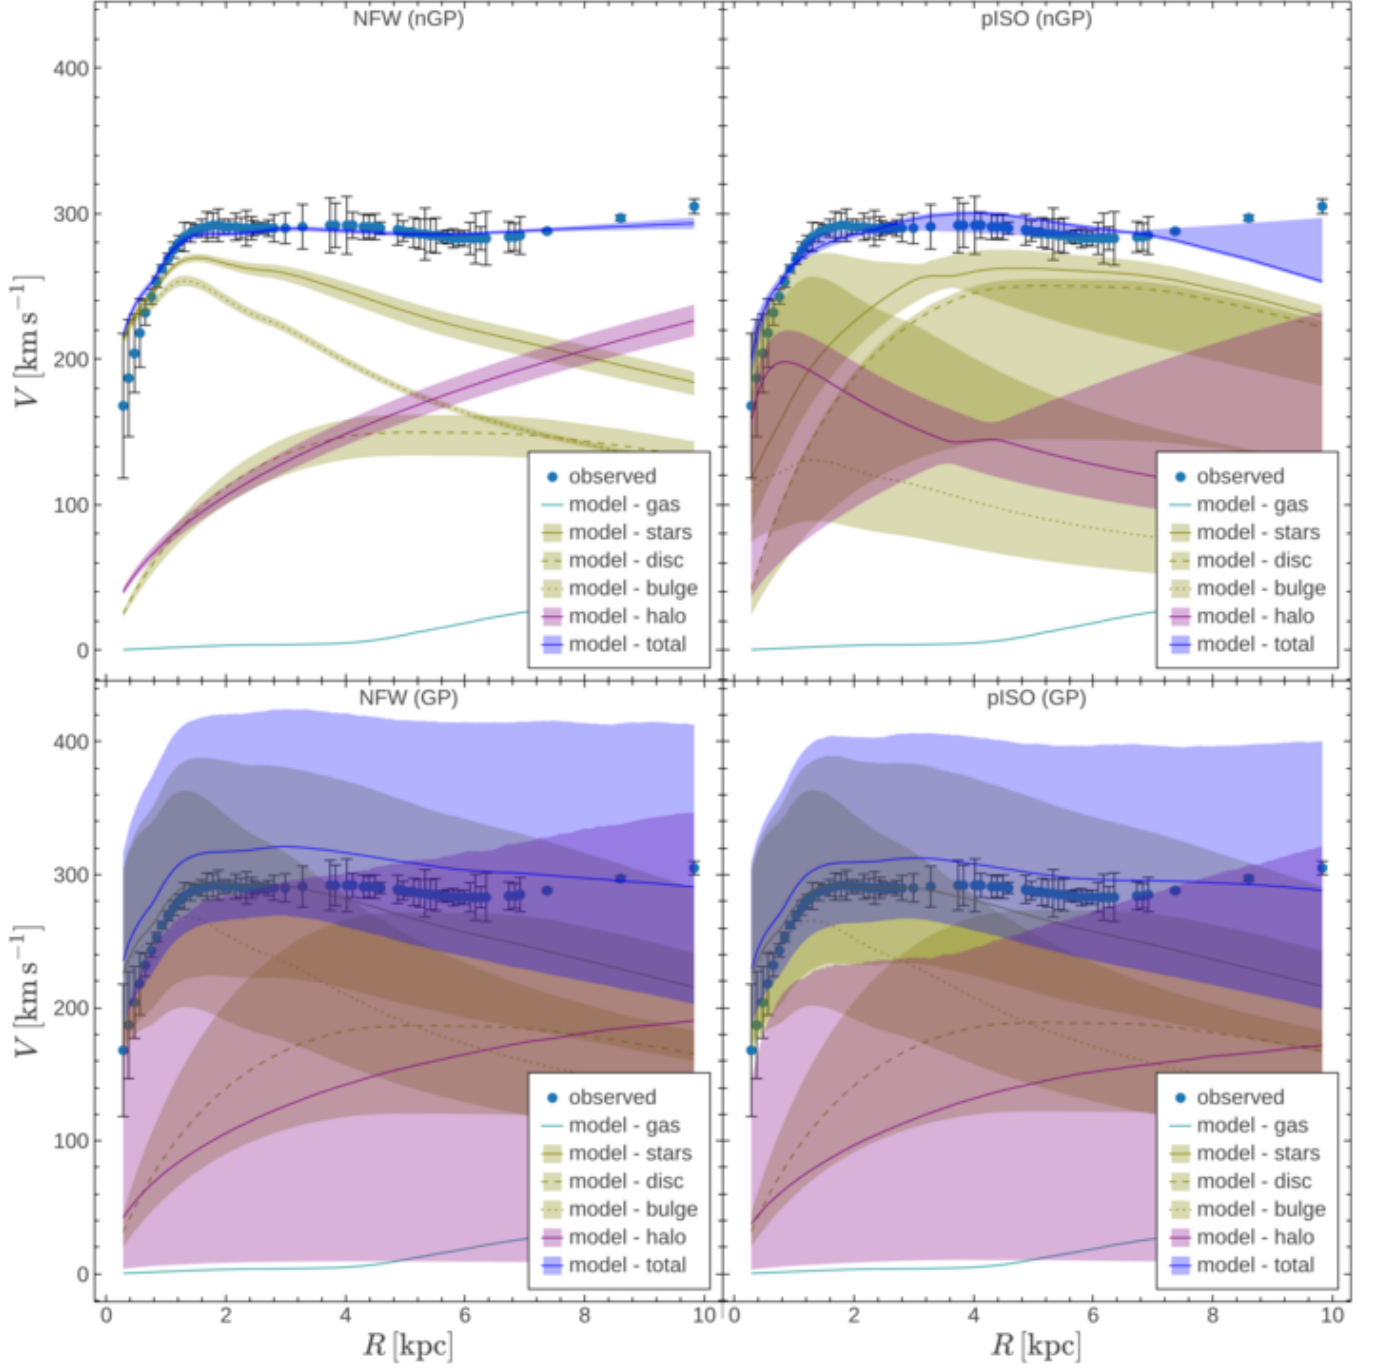 NFW (nGP)
pISO (nGP)
400
300
200
100
0
V [km s⁻¹]
observed
model - gas
model - stars
model - disc
model - bulge
model - halo
model - total
observed
model - gas
model - stars
model - disc
model - bulge
model - halo
model - total
NFW (GP)
pISO (GP)
400
300
200
100
0
V [km s⁻¹]
observed
model - gas
model - stars
model - disc
model - bulge
model - halo
model - total
observed
model - gas
model - stars
model - disc
model - bulge
model - halo
model - total
0 2 4 6 8 10
0 2 4 6 8 10
R [kpc]
R [kpc]